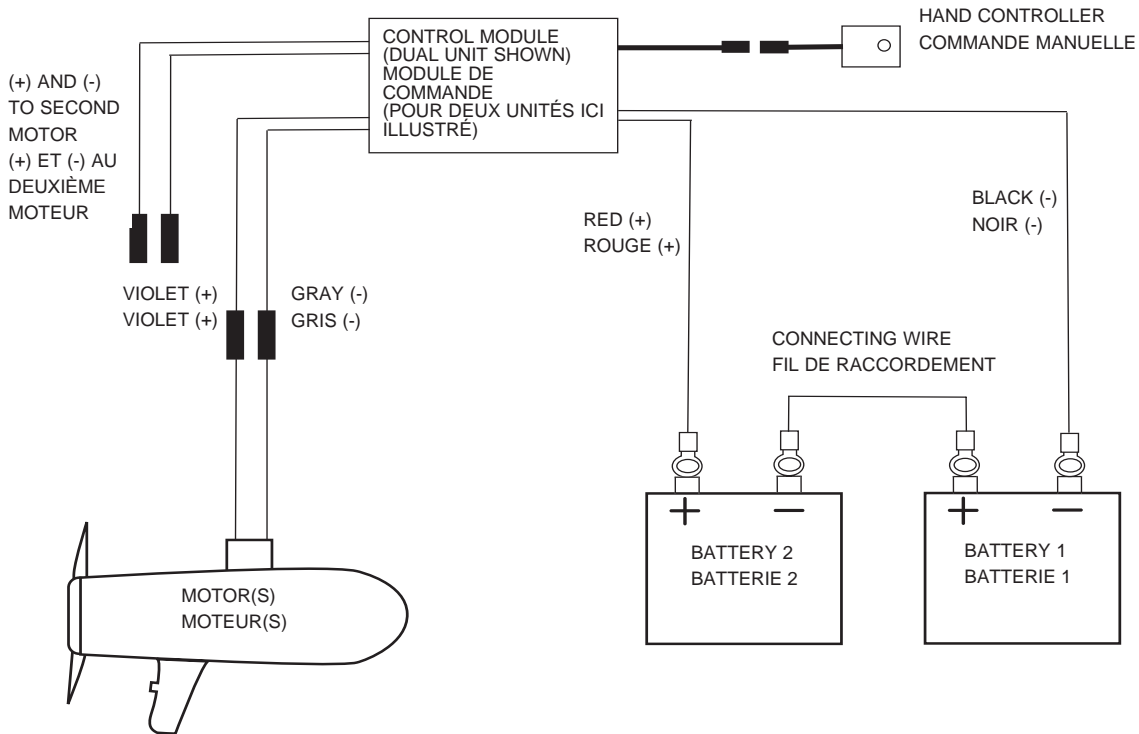 HAND CONTROLLER
COMMANDE MANUELLE
CONTROL MODULE
(DUAL UNIT SHOWN)
MODULE DE
COMMANDE
(POUR DEUX UNITÉS ICI
ILLUSTRÉ)
(+) AND (-)
TO SECOND
MOTOR
(+) ET (-) AU
DEUXIÈME
MOTEUR
RED (+)
ROUGE (+)
BLACK (-)
NOIR (-)
VIOLET (+)
VIOLET (+)
GRAY (-)
GRIS (-)
CONNECTING WIRE
FIL DE RACCORDEMENT
+ −
BATTERY 2
BATTERIE 2
+ −
BATTERY 1
BATTERIE 1
MOTOR(S)
MOTEUR(S)